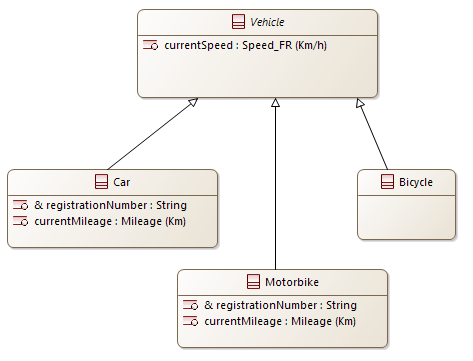 Vehicle
currentSpeed : Speed_FR (Km/h)
Car
& registrationNumber : String
currentMileage : Mileage (Km)
Bicycle
Motorbike
& registrationNumber : String
currentMileage : Mileage (Km)